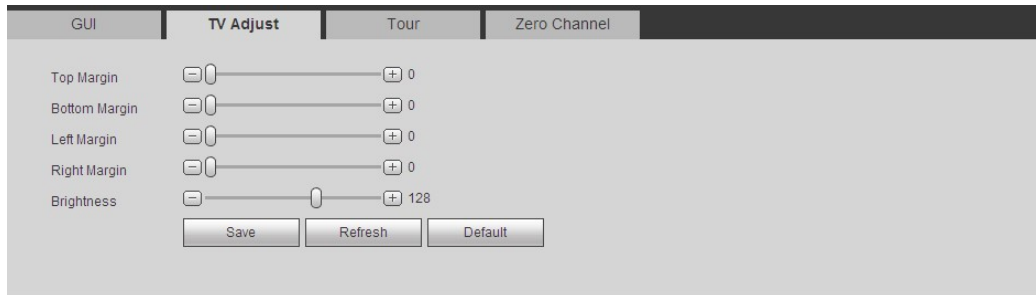 GUI TV Adjust Tour Zero Channel
Top Margin 0
Bottom Margin 0
Left Margin 0
Right Margin 0
Brightness 128
Save Refresh Default